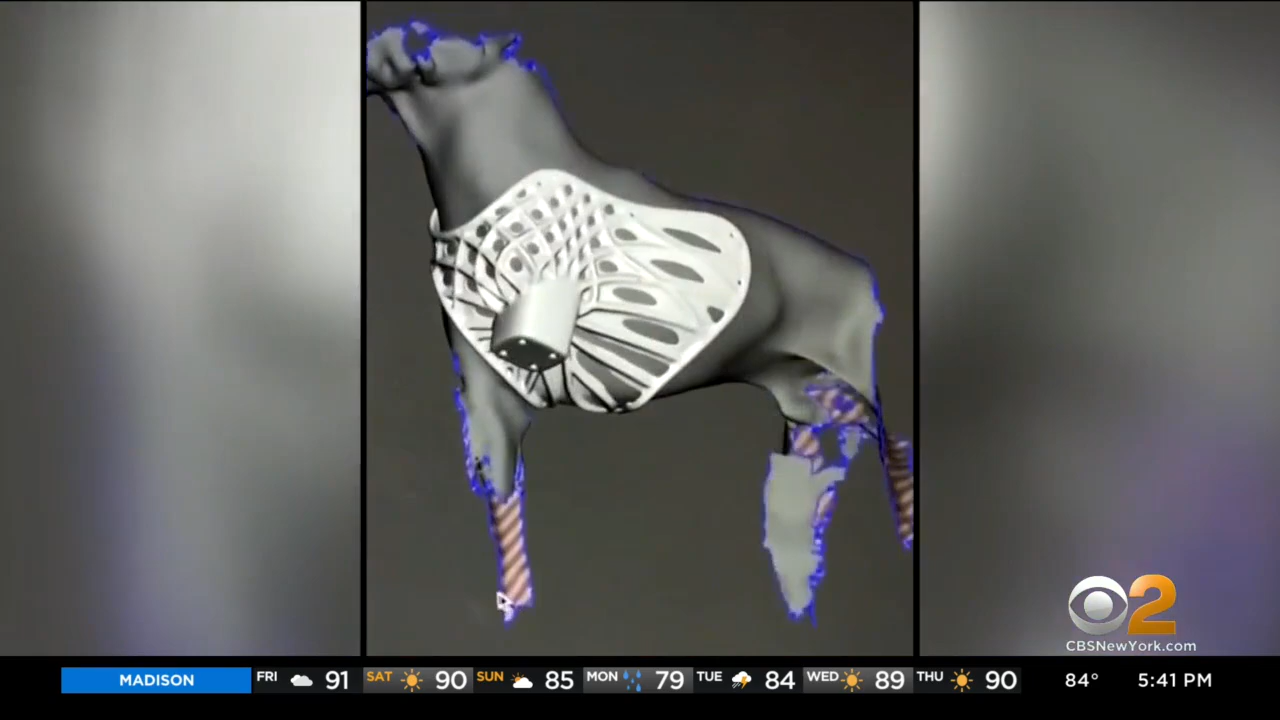 2
CBSNewYork.com
MADISON FRI 91 SAT 90 SUN 85 MON 79 TUE 84 WED 89 THU 90 84° 5:41 PM